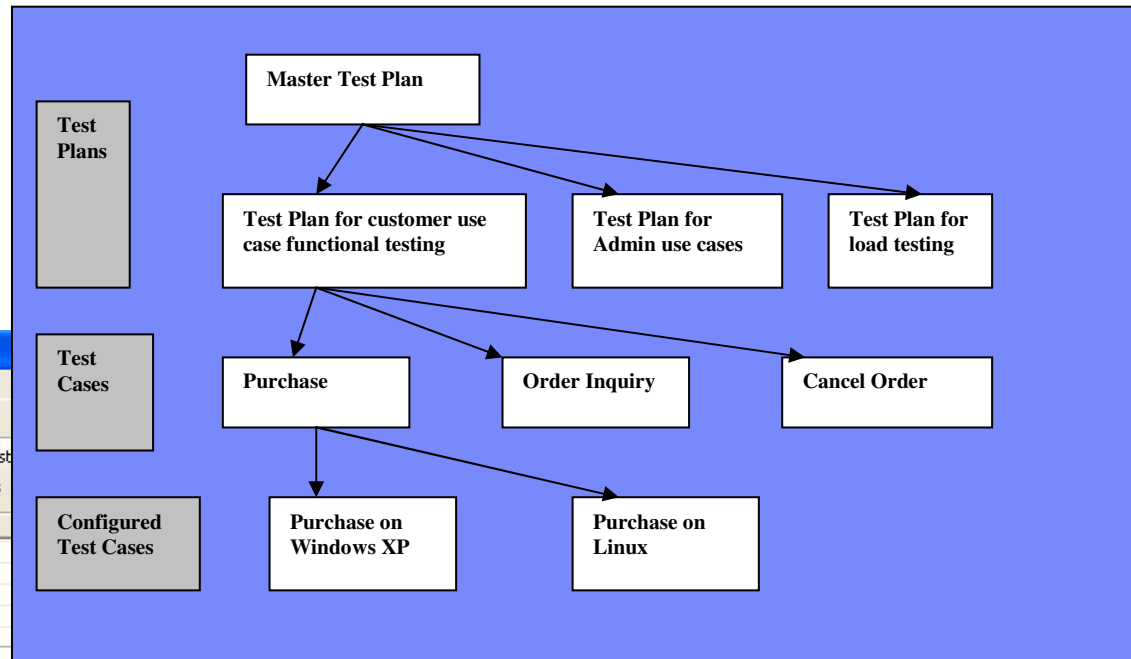 Master Test Plan
Test
Plans
Test Plan for customer use
case functional testing
Test Plan for
Admin use cases
Test Plan for
load testing
Test
Cases
Purchase
Order Inquiry
Cancel Order
st
Configured
Test Cases
Purchase on
Windows XP
Purchase on
Linux